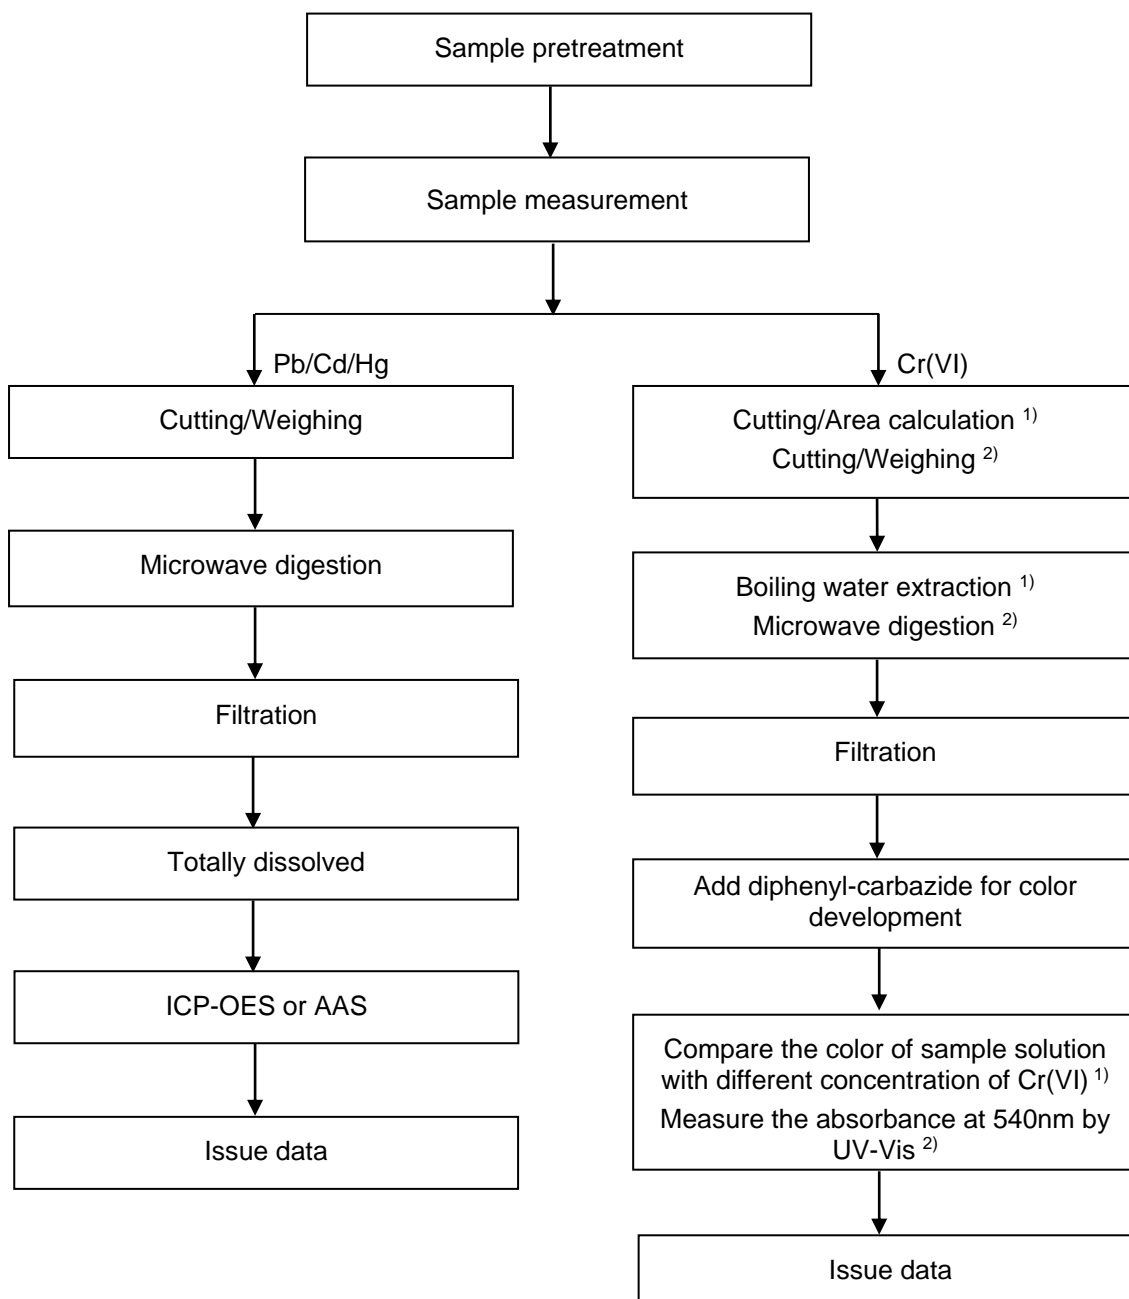 Sample pretreatment
Sample measurement
Pb/Cd/Hg
Cutting/Weighing
Microwave digestion
Filtration
Totally dissolved
ICP-OES or AAS
Issue data
Cr(VI)
Cutting/Area calculation 1)
Cutting/Weighing 2)
Boiling water extraction 1)
Microwave digestion 2)
Filtration
Add diphenyl-carbazide for color
development
Compare the color of sample solution
with different concentration of Cr(VI) 1)
Measure the absorbance at 540nm by
UV-Vis 2)
Issue data